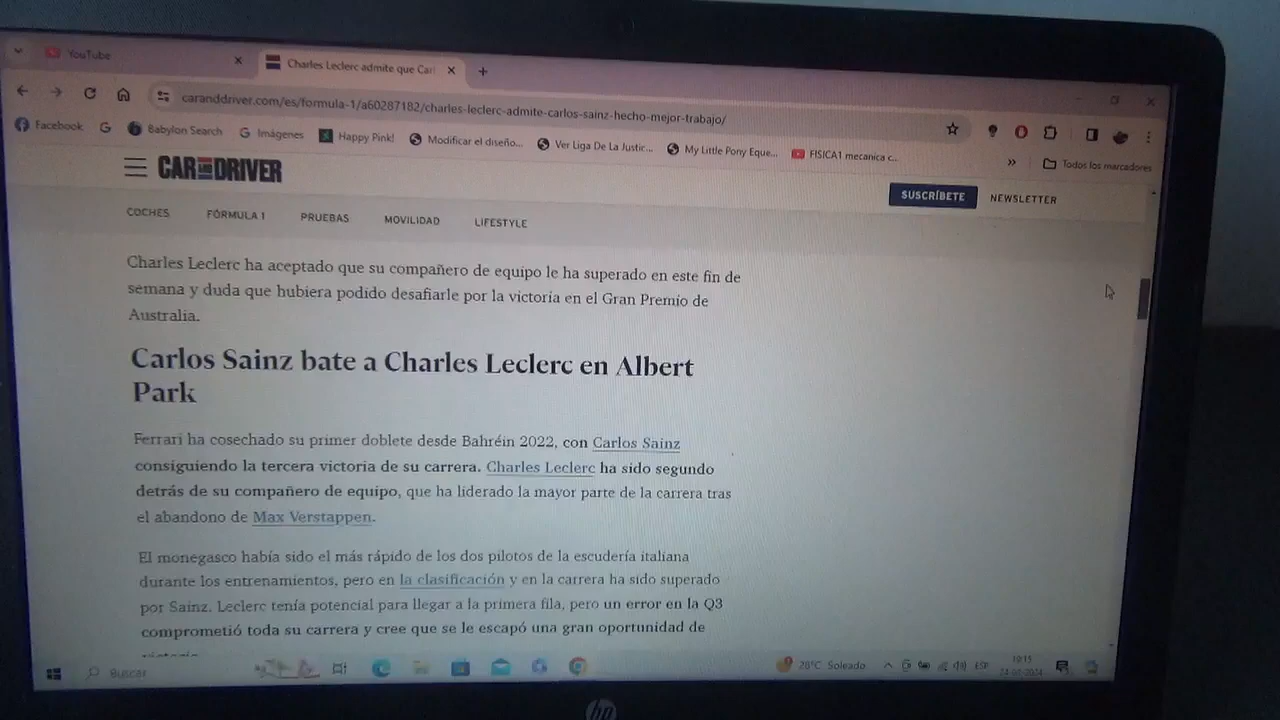 YouTube
Charles Leclerc admite que Carl
caranddriver.com/es/formula-1/a60287182/charles-leclerc-admite-carlos-sainz-hecho-mejor-trabajo/
Facebook
G
Babylon Search
Imágenes
Happy Pink!
Modificar el diseño...
Ver Liga De La Justic...
My Little Pony Eque...
FISICA1 mecanica c...
Todos los marcadores
CAR AND DRIVER
SUSCRÍBETE
NEWSLETTER
COCHES
FÓRMULA 1
PRUEBAS
MOVILIDAD
LIFESTYLE
Charles Leclerc ha aceptado que su compañero de equipo le ha superado en este fin de
semana y duda que hubiera podido desafiarle por la victoria en el Gran Premio de
Australia.
Carlos Sainz bate a Charles Leclerc en Albert
Park
Ferrari ha cosechado su primer doblete desde Bahréin 2022, con Carlos Sainz
consiguiendo la tercera victoria de su carrera. Charles Leclerc ha sido segundo
detrás de su compañero de equipo, que ha liderado la mayor parte de la carrera tras
el abandono de Max Verstappen.
El monegasco había sido el más rápido de los dos pilotos de la escudería italiana
durante los entrenamientos, pero en la clasificación y en la carrera ha sido superado
por Sainz. Leclerc tenía potencial para llegar a la primera fila, pero un error en la Q3
comprometió toda su carrera y cree que se le escapó una gran oportunidad de
Buscar
28°C Soleado
ESP
19:15
hp